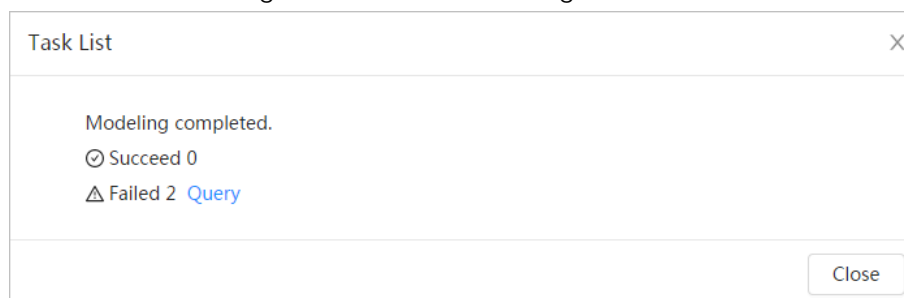 Task List
Modeling completed.
Succeed 0
Failed 2 Query
Close